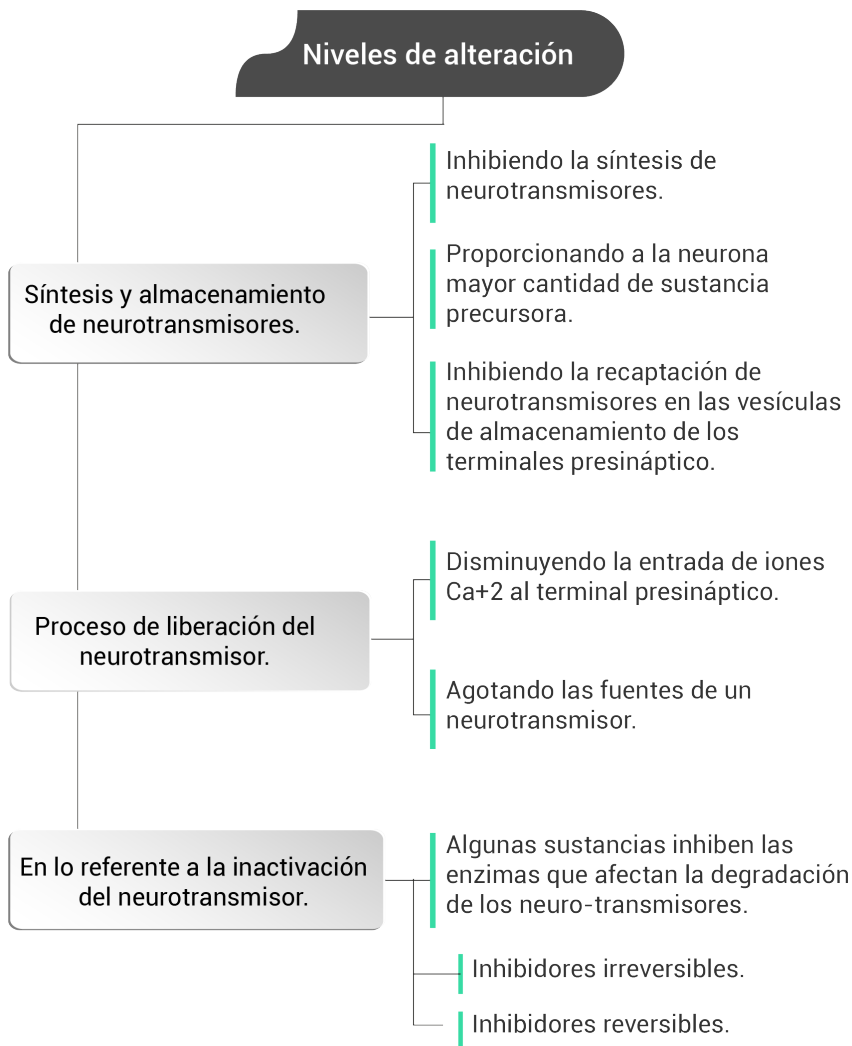 Niveles de alteración
Síntesis y almacenamiento
de neurotransmisores.
Inhibiendo la síntesis de
neurotransmisores.
Proporcionando a la neurona
mayor cantidad de sustancia
precursora.
Inhibiendo la recaptación de
neurotransmisores en las vesículas
de almacenamiento de los
terminales presináptico.
Proceso de liberación del
neurotransmisor.
Disminuyendo la entrada de iones
Ca+2 al terminal presináptico.
Agotando las fuentes de un
neurotransmisor.
En lo referente a la inactivación
del neurotransmisor.
Algunas sustancias inhiben las
enzimas que afectan la degradación
de los neuro-transmisores.
Inhibidores irreversibles.
Inhibidores reversibles.